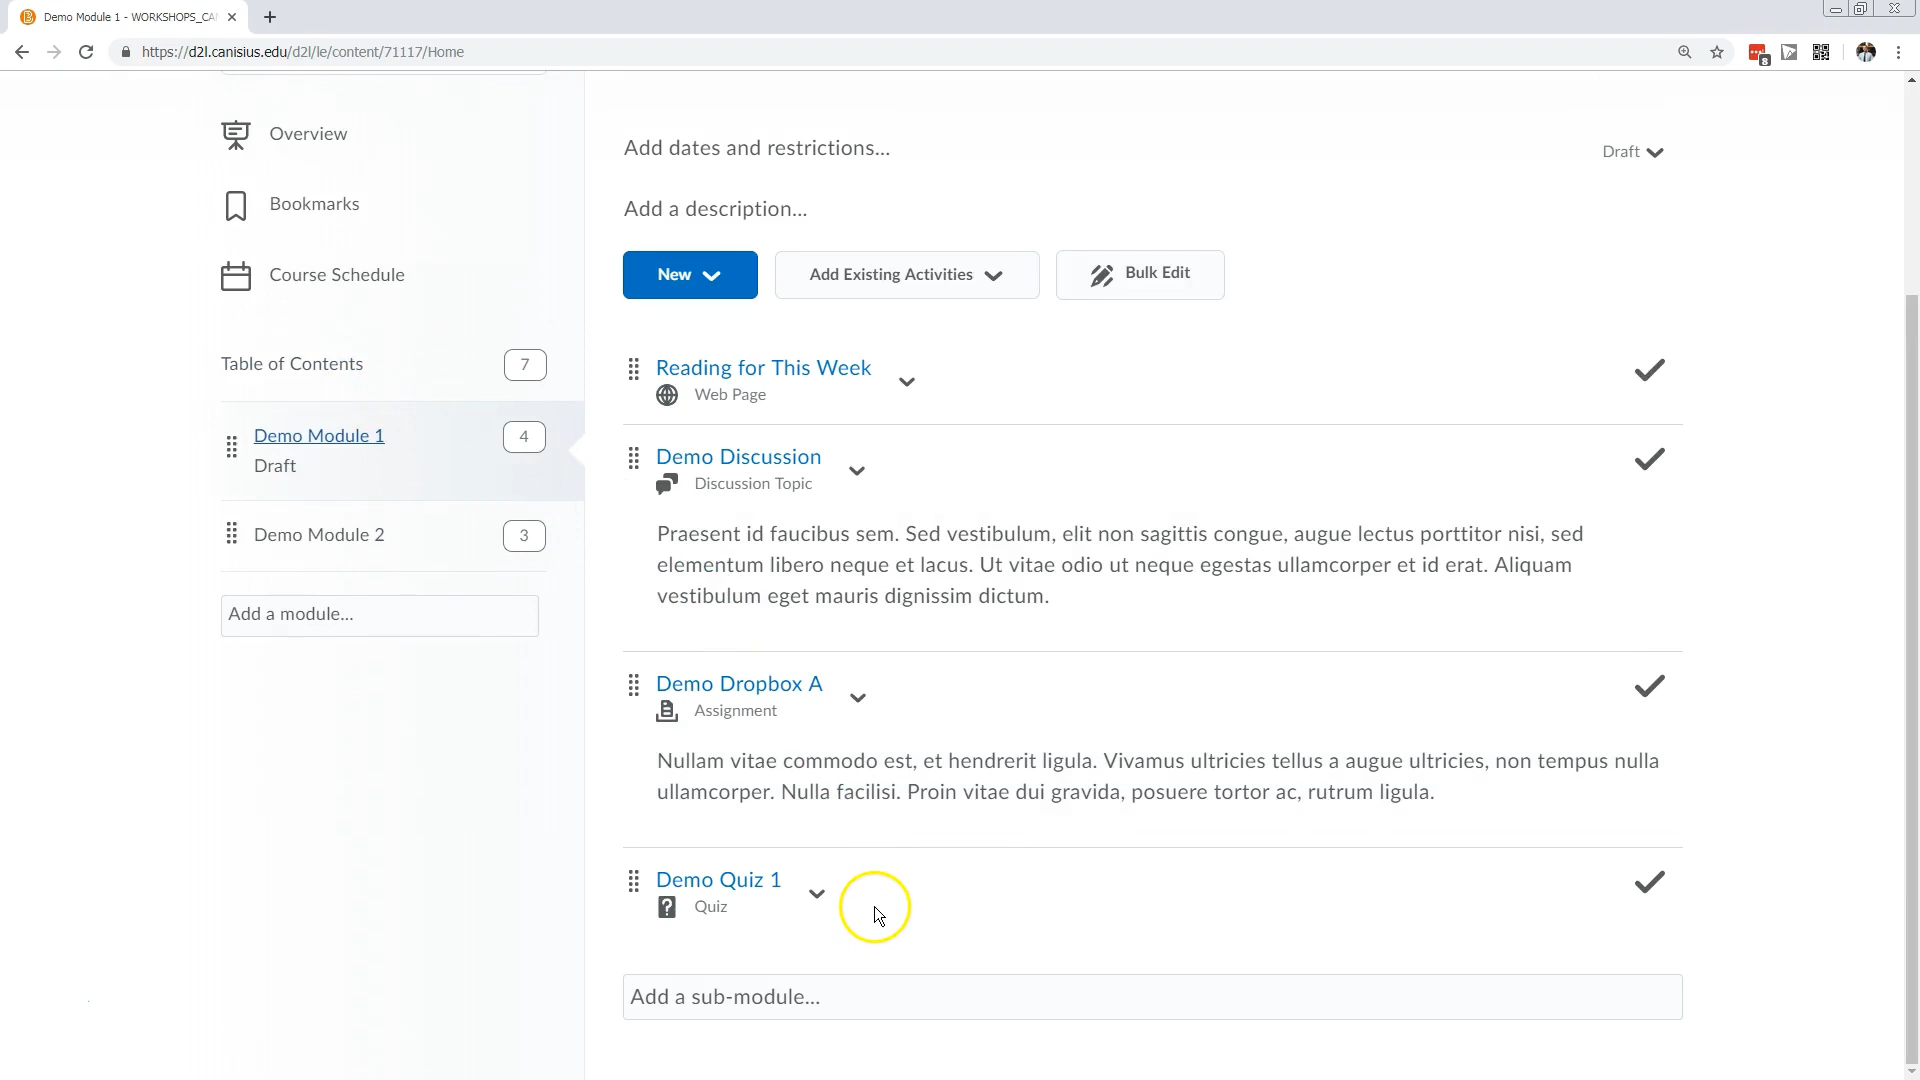 Demo Module 1 - WORKSHOPS_CA
https://d2l.canisius.edu/d2l/le/content/71117/Home
8
Overview
Bookmarks
Course Schedule
Table of Contents 7
Demo Module 1 4
Draft
Demo Module 2 3
Add a module...
Add dates and restrictions...
Draft
Add a description...
New
Add Existing Activities
Bulk Edit
Reading for This Week
Web Page
Demo Discussion
Discussion Topic
Praesent id faucibus sem. Sed vestibulum, elit non sagittis congue, augue lectus porttitor nisi, sed
elementum libero neque et lacus. Ut vitae odio ut neque egestas ullamcorper et id erat. Aliquam
vestibulum eget mauris dignissim dictum.
Demo Dropbox A
Assignment
Nullam vitae commodo est, et hendrerit ligula. Vivamus ultricies tellus a augue ultricies, non tempus nulla
ullamcorper. Nulla facilisi. Proin vitae dui gravida, posuere tortor ac, rutrum ligula.
Demo Quiz 1
Quiz
Add a sub-module...